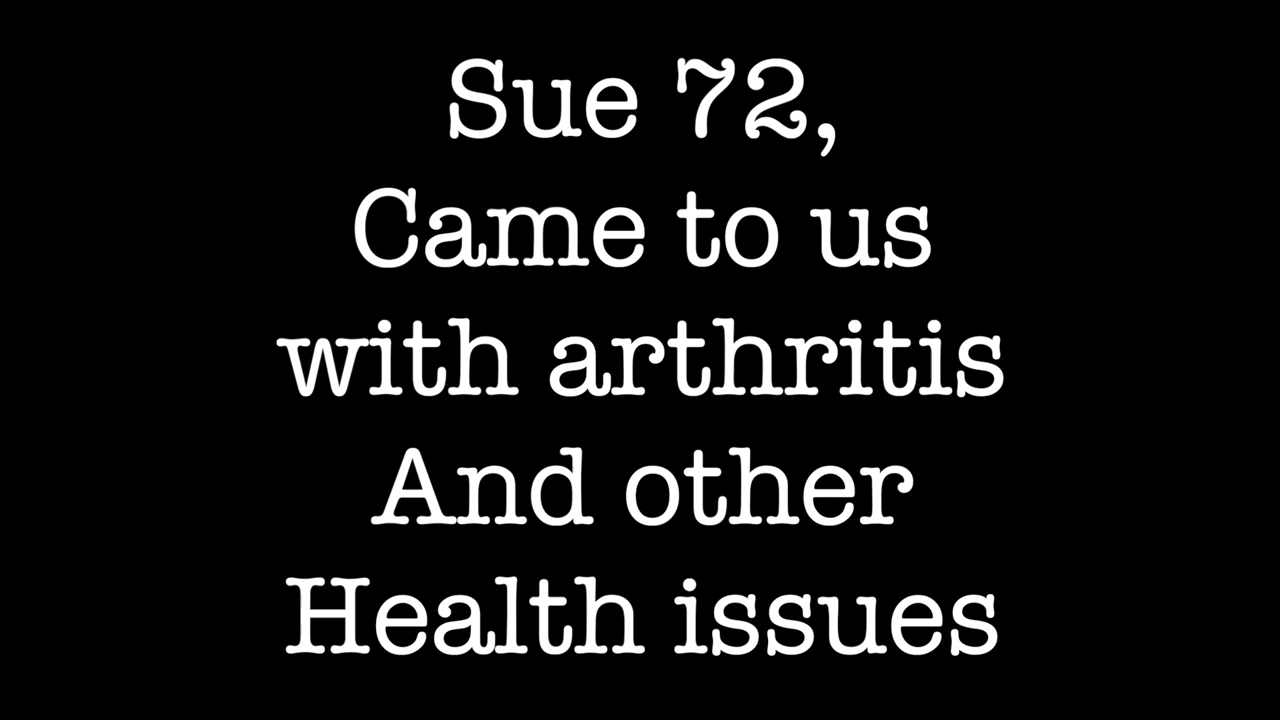 Sue 72,
Came to us
with arthritis
And other
Health issues